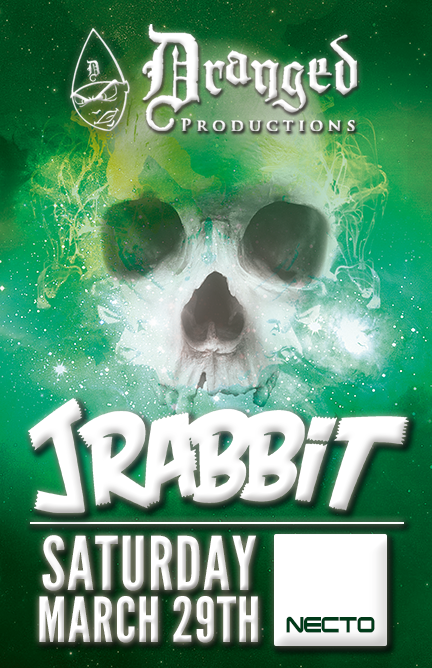 Dranged
PRODUCTIONS
JRABBiT
SATURDAY
MARCH 29TH
NECTO